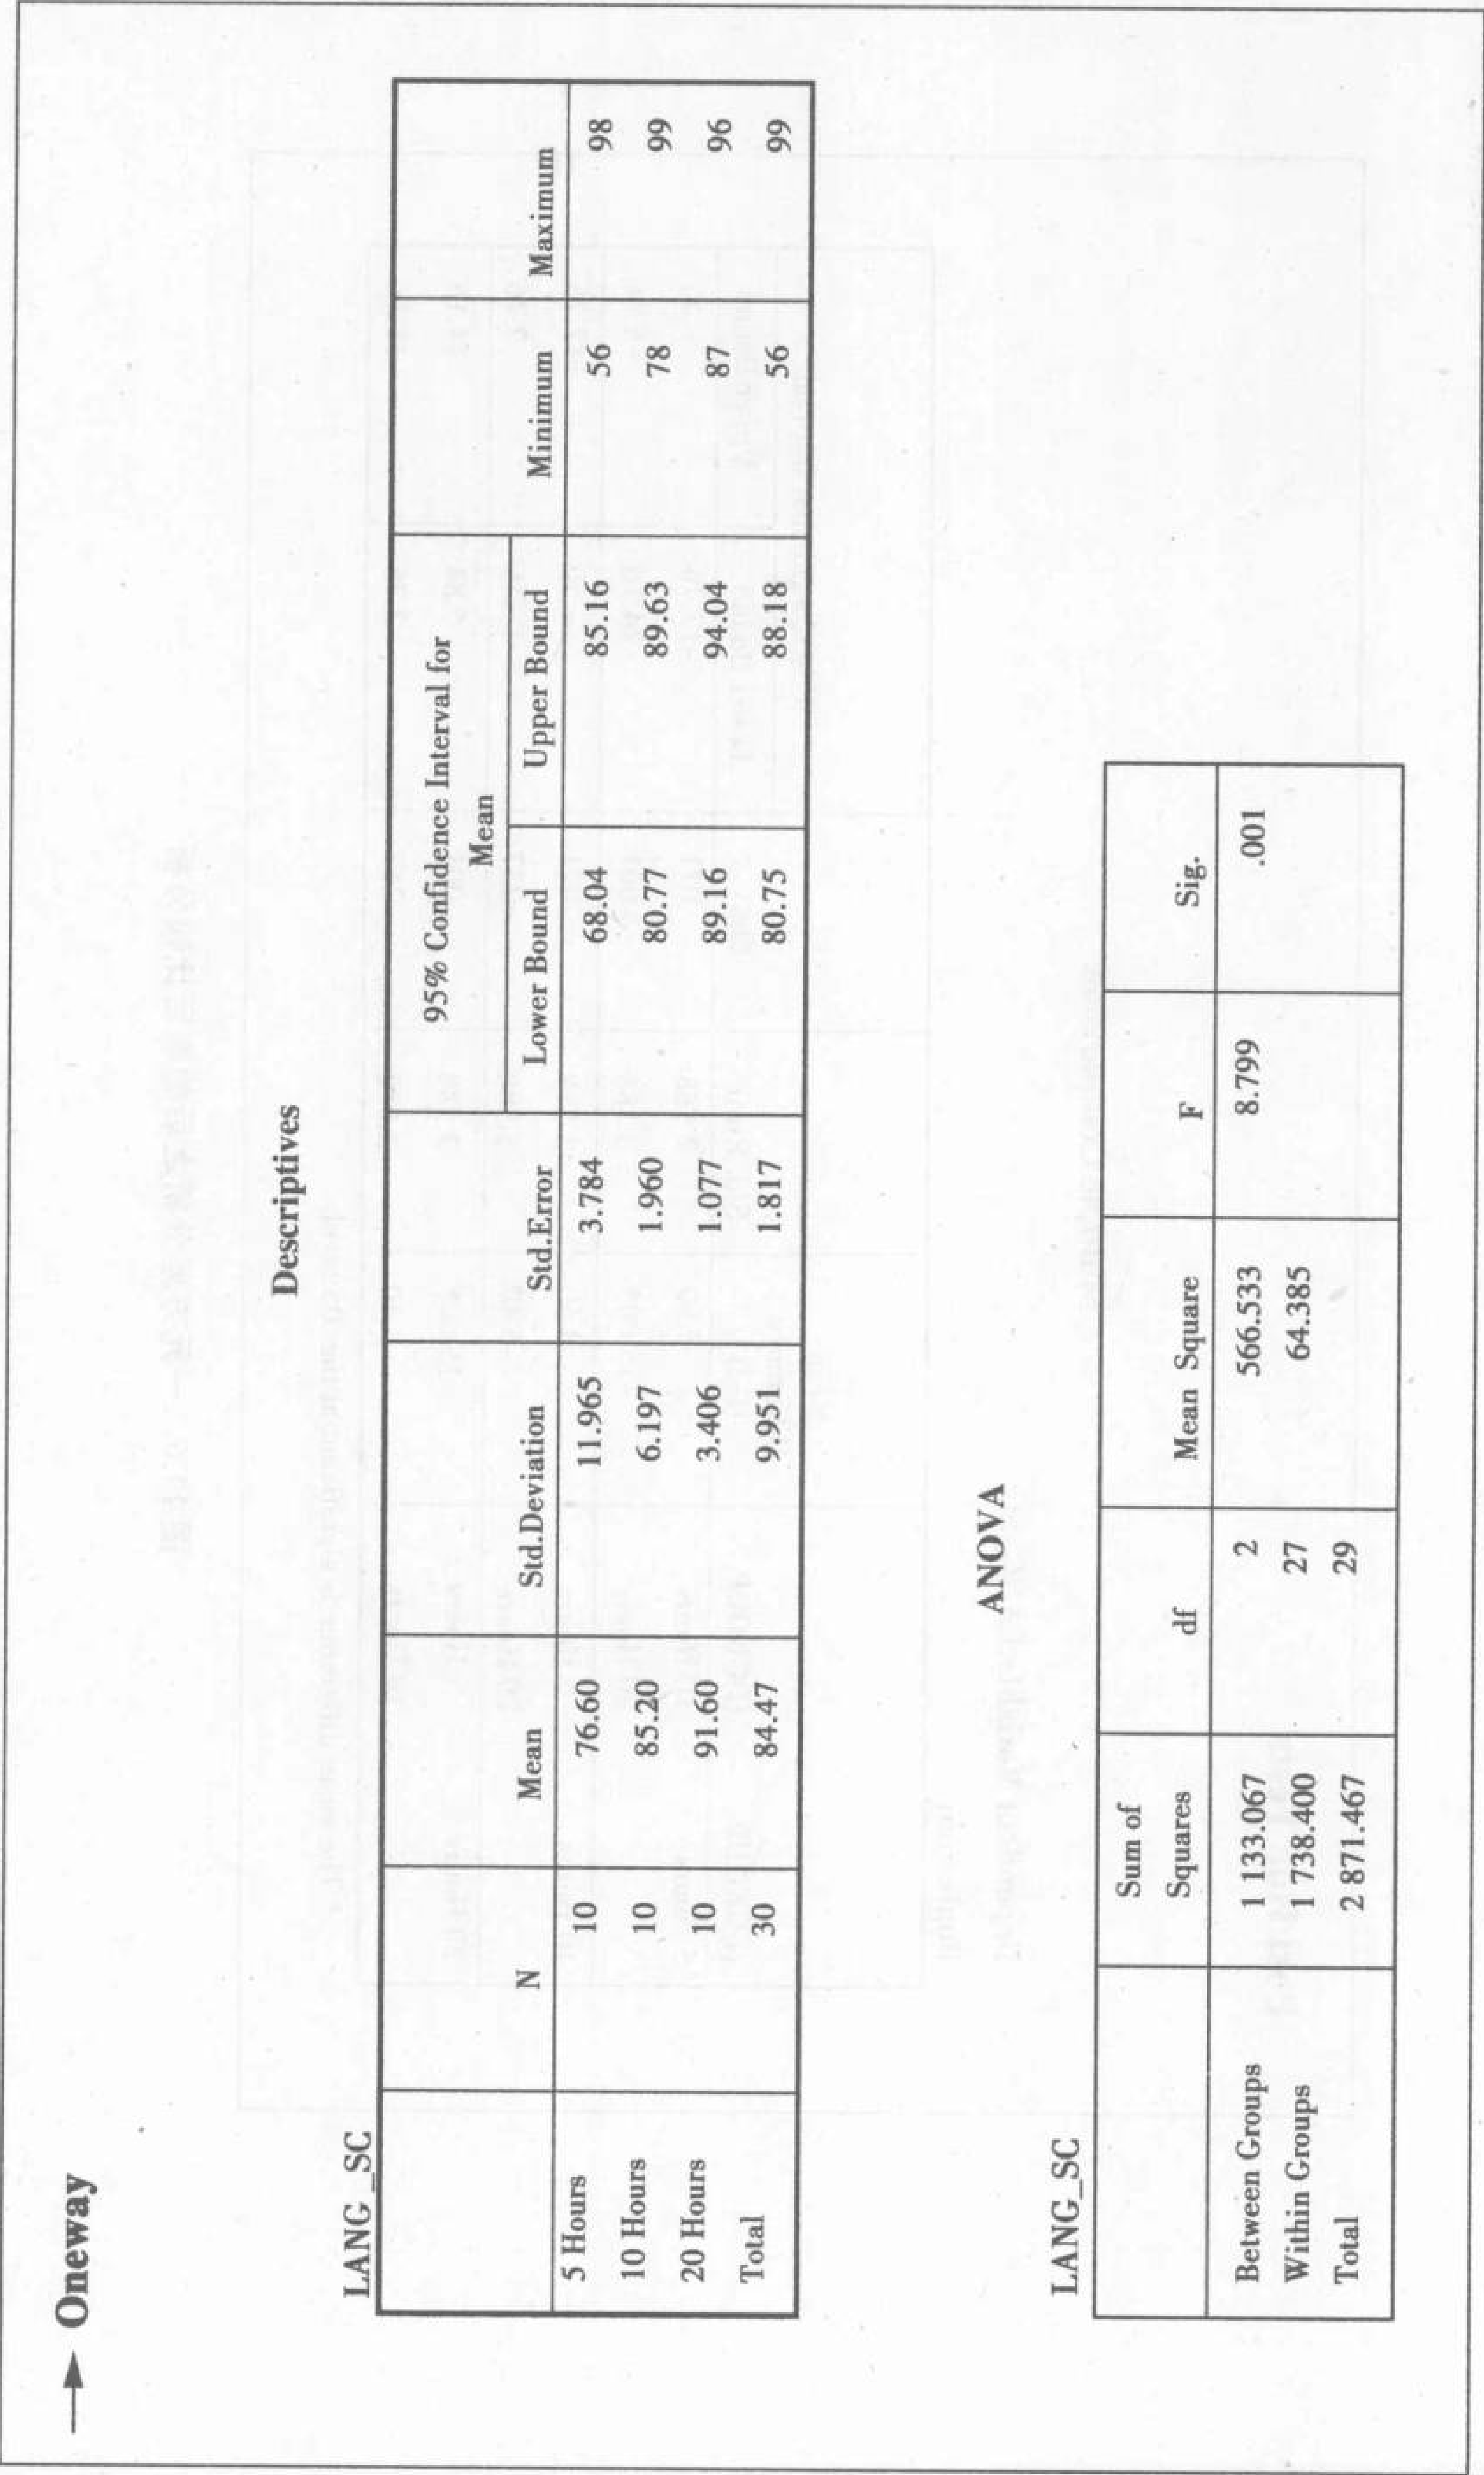 Oneway
Descriptives
LANG_SC
95% Confidence Interval for
Mean
N Mean Std.Deviation Std.Error Lower Bound Upper Bound Minimum Maximum
5 Hours 10 76.60 11.965 3.784 68.04 85.16 56 98
10 Hours 10 85.20 6.197 1.960 80.77 89.63 78 99
20 Hours 10 91.60 3.406 1.077 89.16 94.04 87 96
Total 30 84.47 9.951 1.817 80.75 88.18 56 99
ANOVA
LANG_SC
Sum of
Squares df Mean Square F Sig.
Between Groups 1 133.067 2 566.533 8.799 .001
Within Groups 1 738.400 27 64.385
Total 2 871.467 29